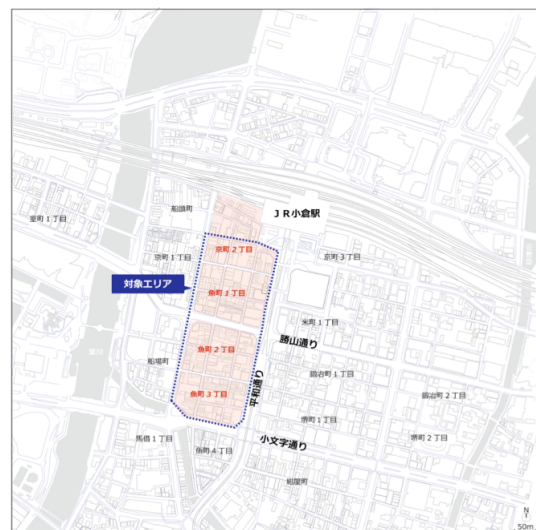 JR小倉駅
船頭町
室町1丁目
京町2丁目
京町1丁目
京町3丁目
対象エリア
魚町1丁目
米町1丁目
勝山通り
魚町2丁目
船場町
鍛冶町1丁目
平和通り
魚町3丁目
鍛冶町2丁目
堺町1丁目
小文字通り
堺町2丁目
馬借1丁目
魚町4丁目
紺屋町
N
50m